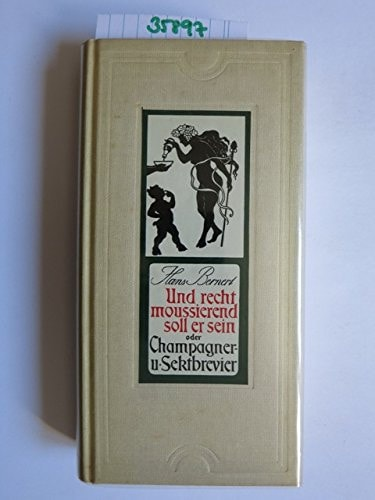 35897
Hans Bernert
Und recht
moussierend
soll er sein
oder
Champagner-
u-Sektbrevier